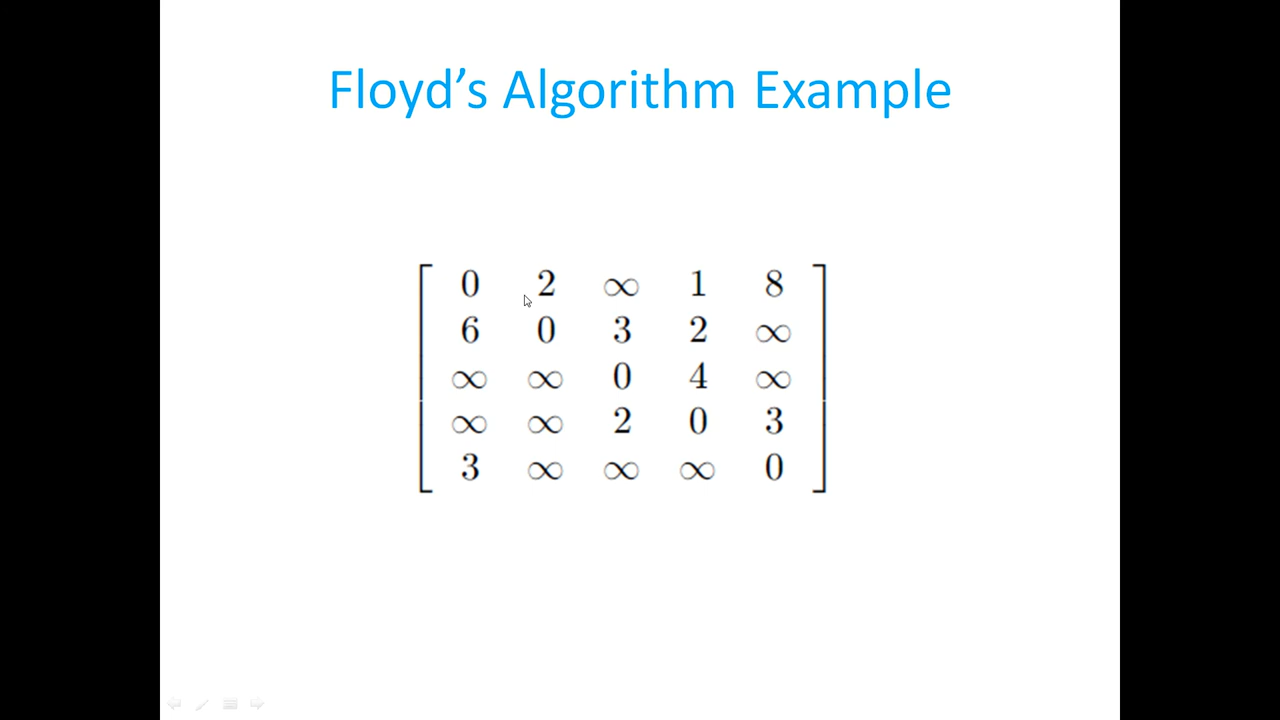 Floyd's Algorithm Example
0 2 ∞ 1 8
6 0 3 2 ∞
∞ ∞ 0 4 ∞
∞ ∞ 2 0 3
3 ∞ ∞ ∞ 0